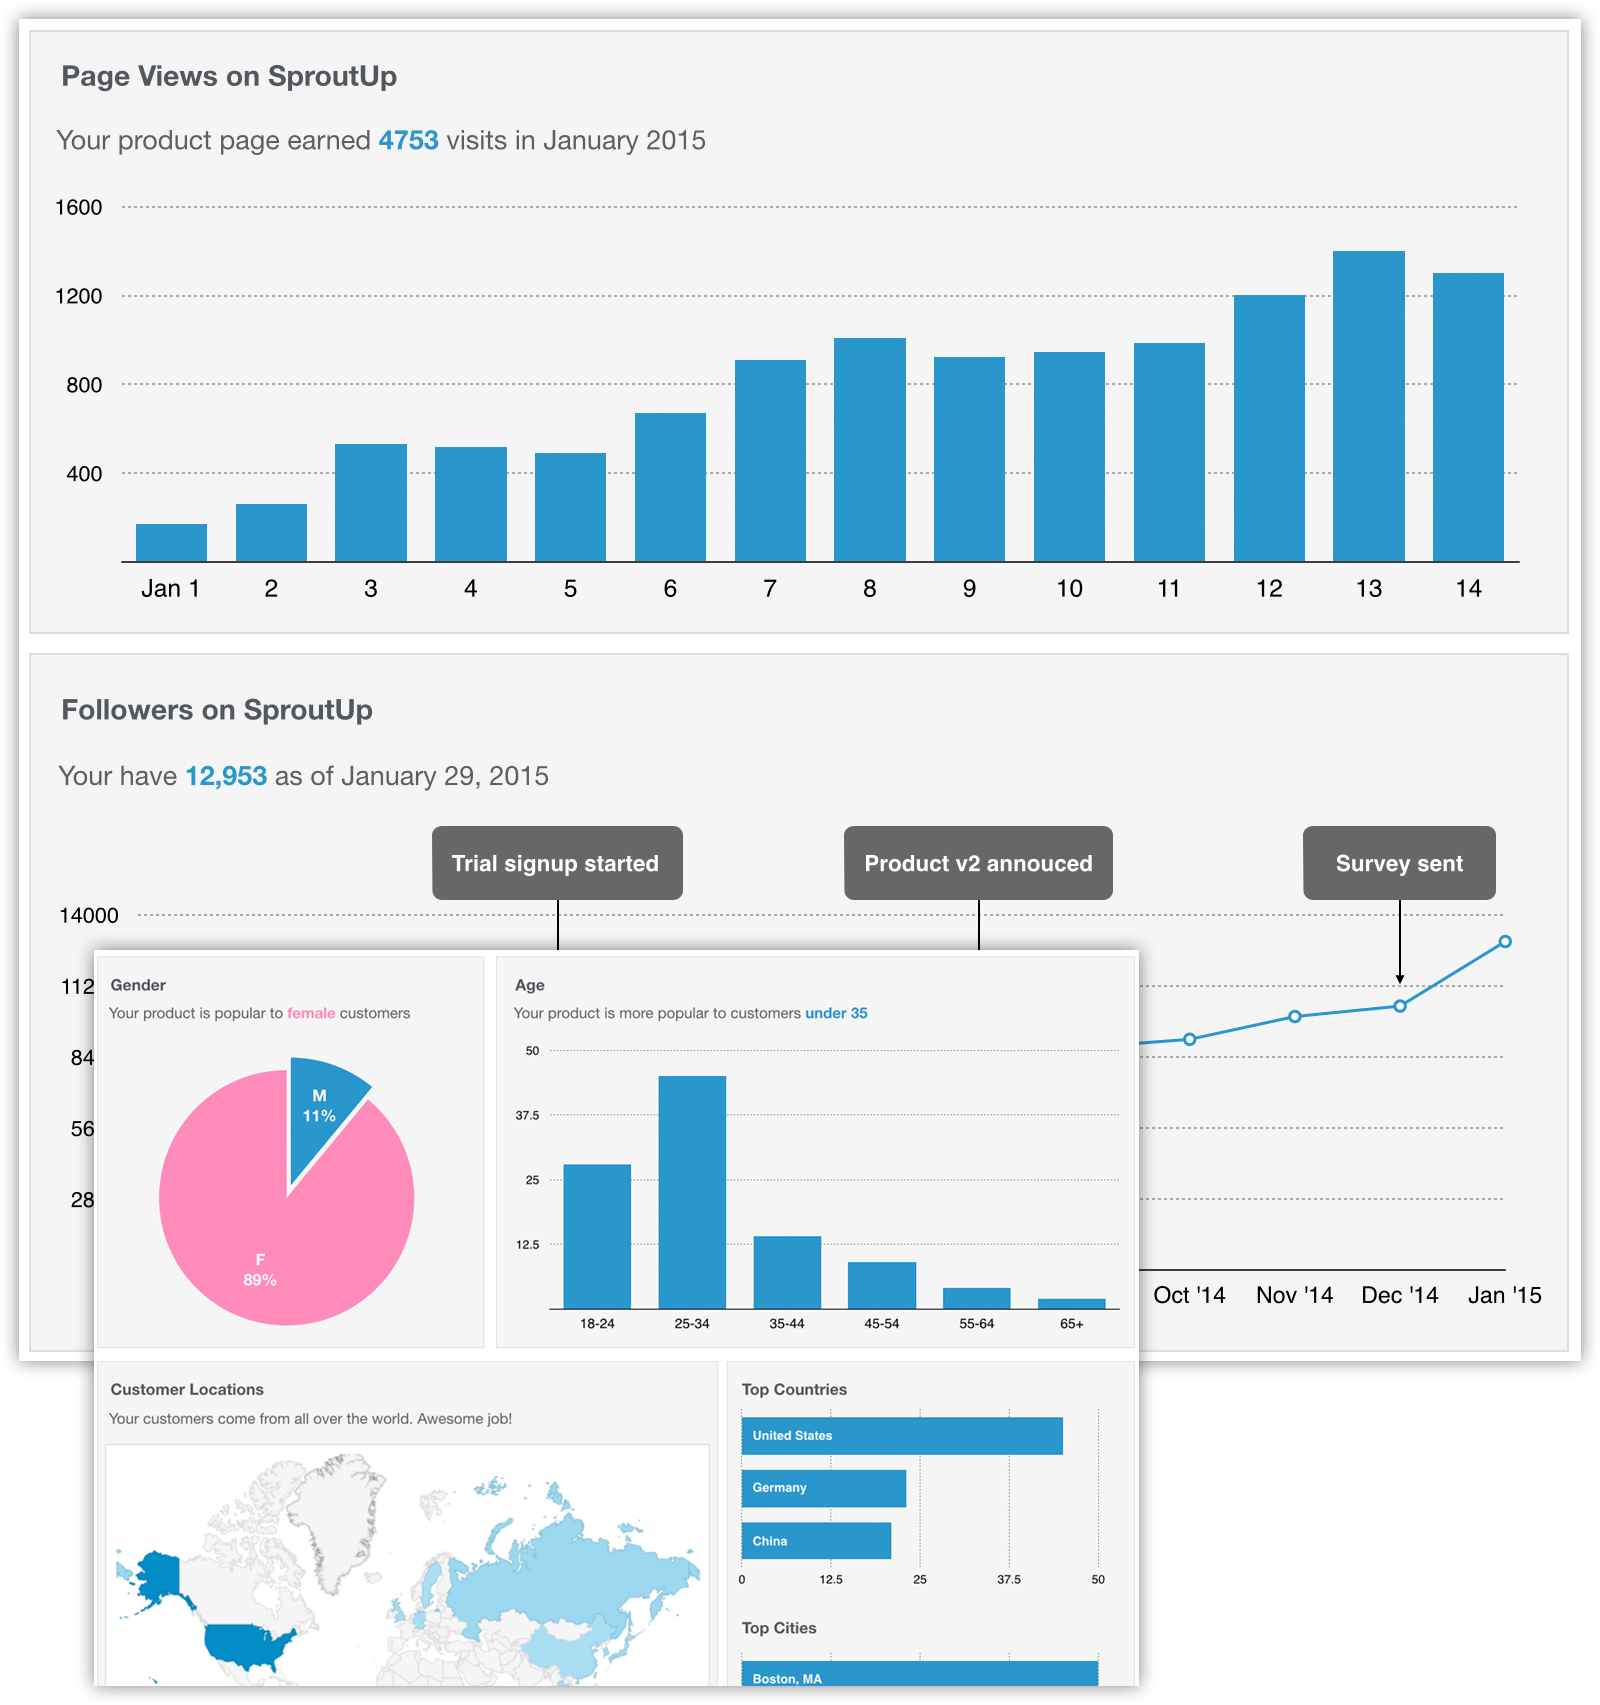 Page Views on SproutUp
Your product page earned 4753 visits in January 2015
1600
1200
800
400
Jan 1 2 3 4 5 6 7 8 9 10 11 12 13 14
Followers on SproutUp
Your have 12,953 as of January 29, 2015
Trial signup started Product v2 annouced Survey sent
14000
112
84
56
28
Oct '14 Nov '14 Dec '14 Jan '15
Gender
Your product is popular to female customers
M
11%
F
89%
Age
Your product is more popular to customers under 35
50
37.5
25
12.5
18-24 25-34 35-44 45-54 55-64 65+
Customer Locations
Your customers come from all over the world. Awesome job!
Top Countries
United States
Germany
China
0 12.5 25 37.5 50
Top Cities
Boston, MA